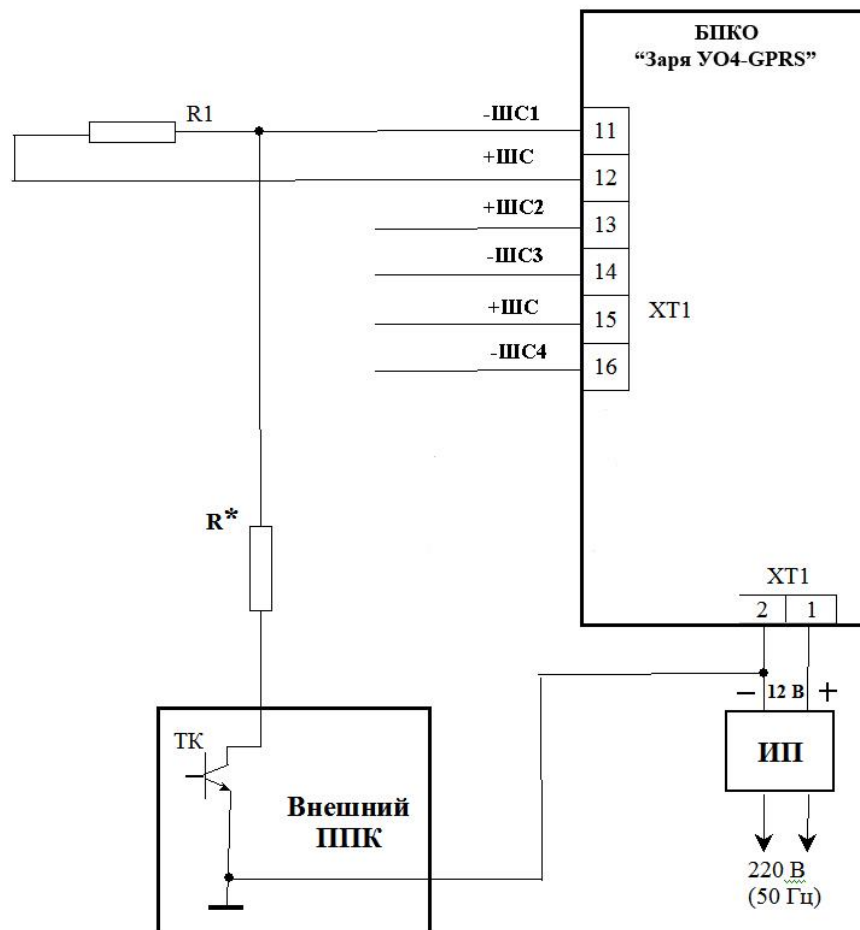 БПКО
“Заря УО4-GPRS”
R1
-ШС1
11
+ШС
12
+ШС2
13
-ШС3
14
+ШС
15
XT1
-ШС4
16
R*
XT1
2 1
− 12 В +
ИП
ТК
Внешний
ППК
220 В
(50 Гц)